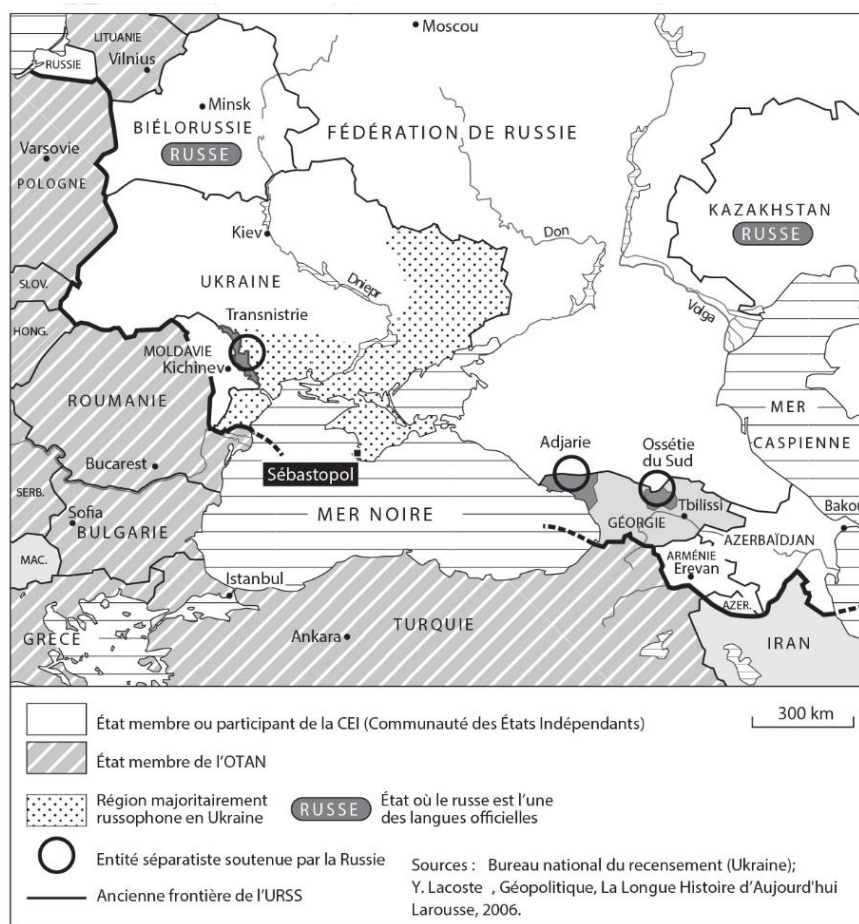 Moscou
LITUANIE
Vilnius
RUSSIE
Minsk
BIÉLORUSSIE
RUSSE
FÉDÉRATION DE RUSSIE
Varsovie
POLOGNE
KAZAKHSTAN
RUSSE
Kiev
Don
Dniepr
Volga
UKRAINE
SLOV.
Transnistrie
HONG.
MOLDAVIE
Kichinev
ROUMANIE
MER
CASPIENNE
Adjarie
Ossétie
du Sud
Bucarest
Sébastopol
SERB.
Sofia
BULGARIE
MER NOIRE
Tbilissi
GÉORGIE
Bakou
AZERBAÏDJAN
MAC.
ARMÉNIE
Erevan
Istanbul
AZER.
GRÈCE
Ankara
TURQUIE
IRAN
État membre ou participant de la CEI (Communauté des États Indépendants)
300 km
État membre de l'OTAN
Région majoritairement
russophone en Ukraine
RUSSE
État où le russe est l'une
des langues officielles
Entité séparatiste soutenue par la Russie
Ancienne frontière de l'URSS
Sources : Bureau national du recensement (Ukraine);
Y. Lacoste , Géopolitique, La Longue Histoire d'Aujourd'hui
Larousse, 2006.